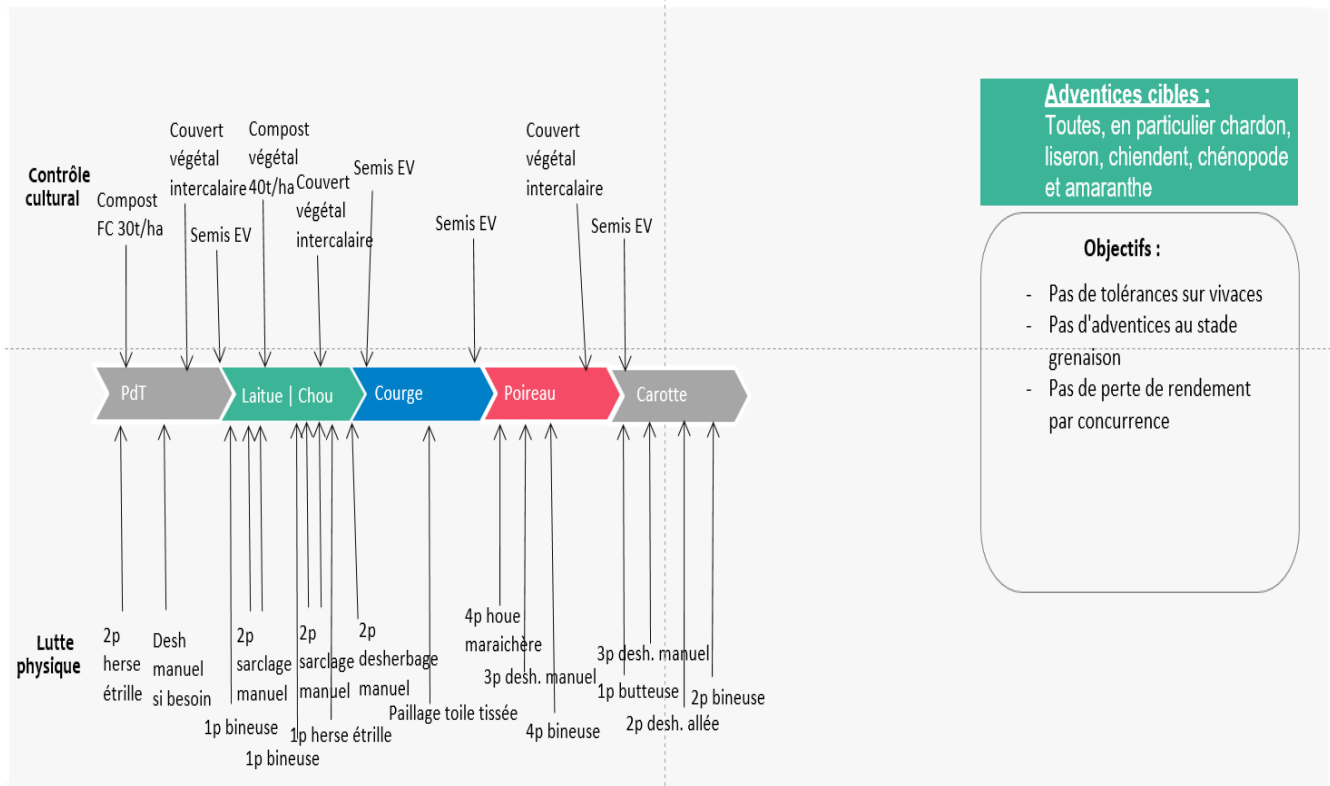 Contrôle
cultural
Compost
FC 30t/ha
Couvert
végétal
intercalaire
Semis EV
Compost
végétal
40t/ha
Couvert
végétal
intercalaire
Semis EV
Semis EV
Couvert
végétal
intercalaire
Semis EV
Adventices cibles :
Toutes, en particulier chardon,
liseron, chiendent, chénopode
et amaranthe
Objectifs :
- Pas de tolérances sur vivaces
- Pas d'adventices au stade
grenaison
- Pas de perte de rendement
par concurrence
PdT
Laitue | Chou
Courge
Poireau
Carotte
Lutte
physique
2p
herse
étrille
Desh
manuel
si besoin
1p bineuse
2p
sarclage
manuel
1p bineuse
2p
sarclage
manuel
1p herse étrille
2p
desherbage
manuel
Paillage toile tissée
4p houe
maraichère
3p desh. manuel
4p bineuse
1p butteuse
3p desh. manuel
2p desh. allée
2p bineuse